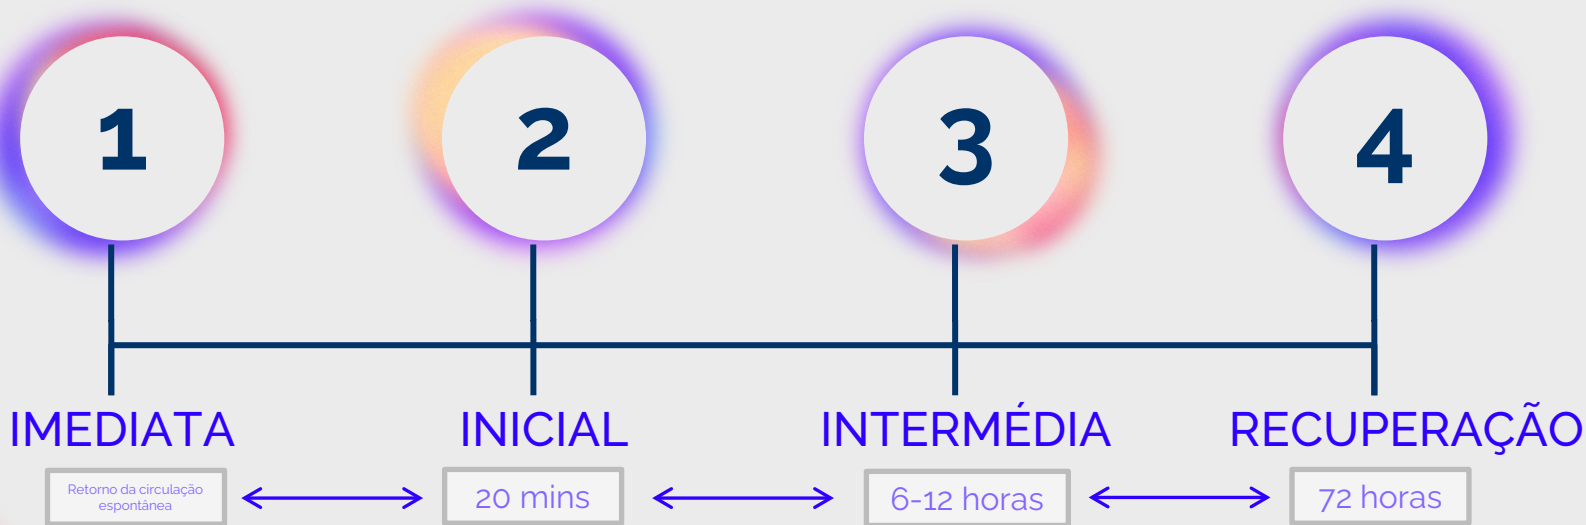 1
2
3
4
IMEDIATA
INICIAL
INTERMÉDIA
RECUPERAÇÃO
Retorno da circulação
espontânea
20 mins
6-12 horas
72 horas